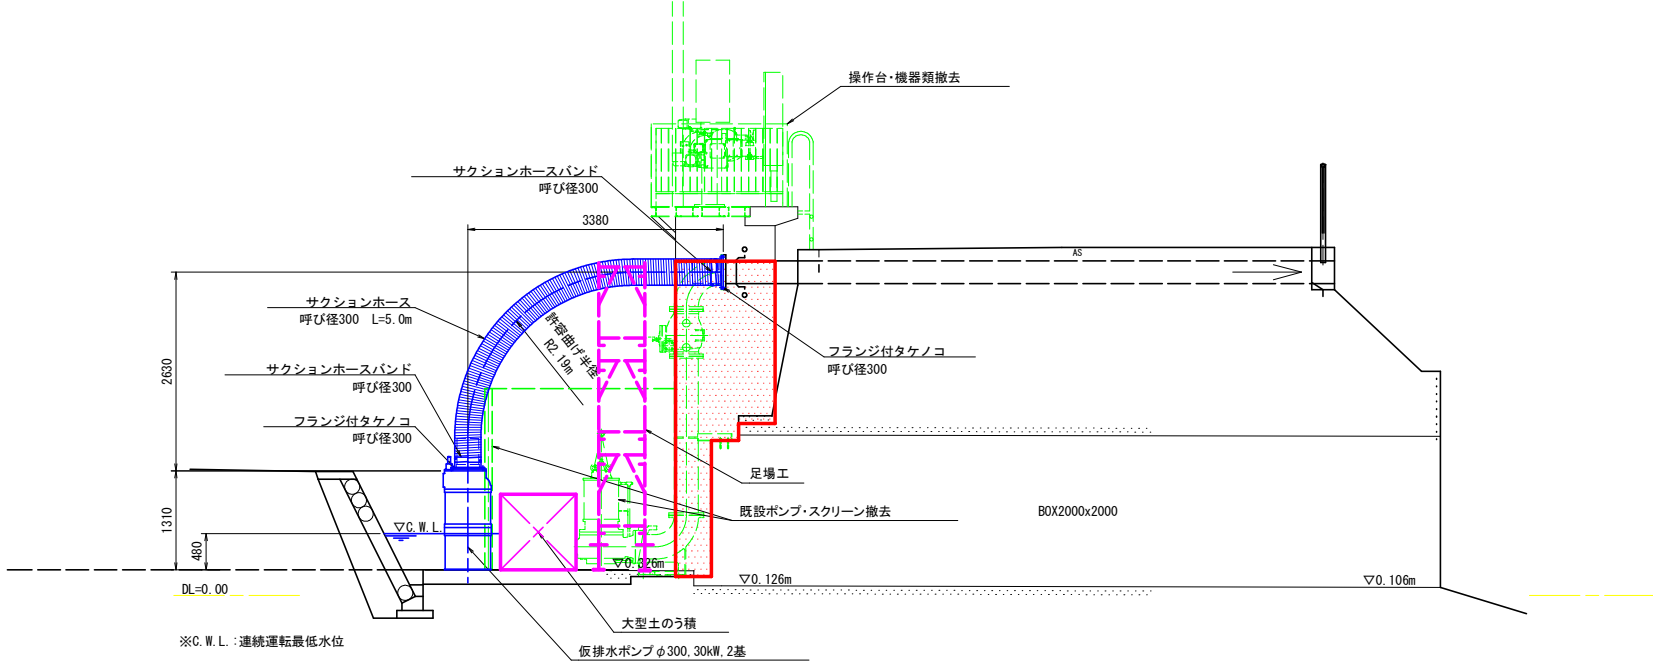 操作台・機器類撤去
サクションホースバンド
呼び径300
3380
AS
サクションホース
呼び径300 L=5.0m
許容曲げ半径
R2.19m
2630
フランジ付タケノコ
呼び径300
サクションホースバンド
呼び径300
フランジ付タケノコ
呼び径300
足場工
既設ポンプ・スクリーン撤去
BOX2000x2000
1310
▽C.W.L.
480
▽0.326m
▽0.126m
▽0.106m
DL=0.00
大型土のう積
※C.W.L.:連続運転最低水位
仮排水ポンプφ300,30kW,2基